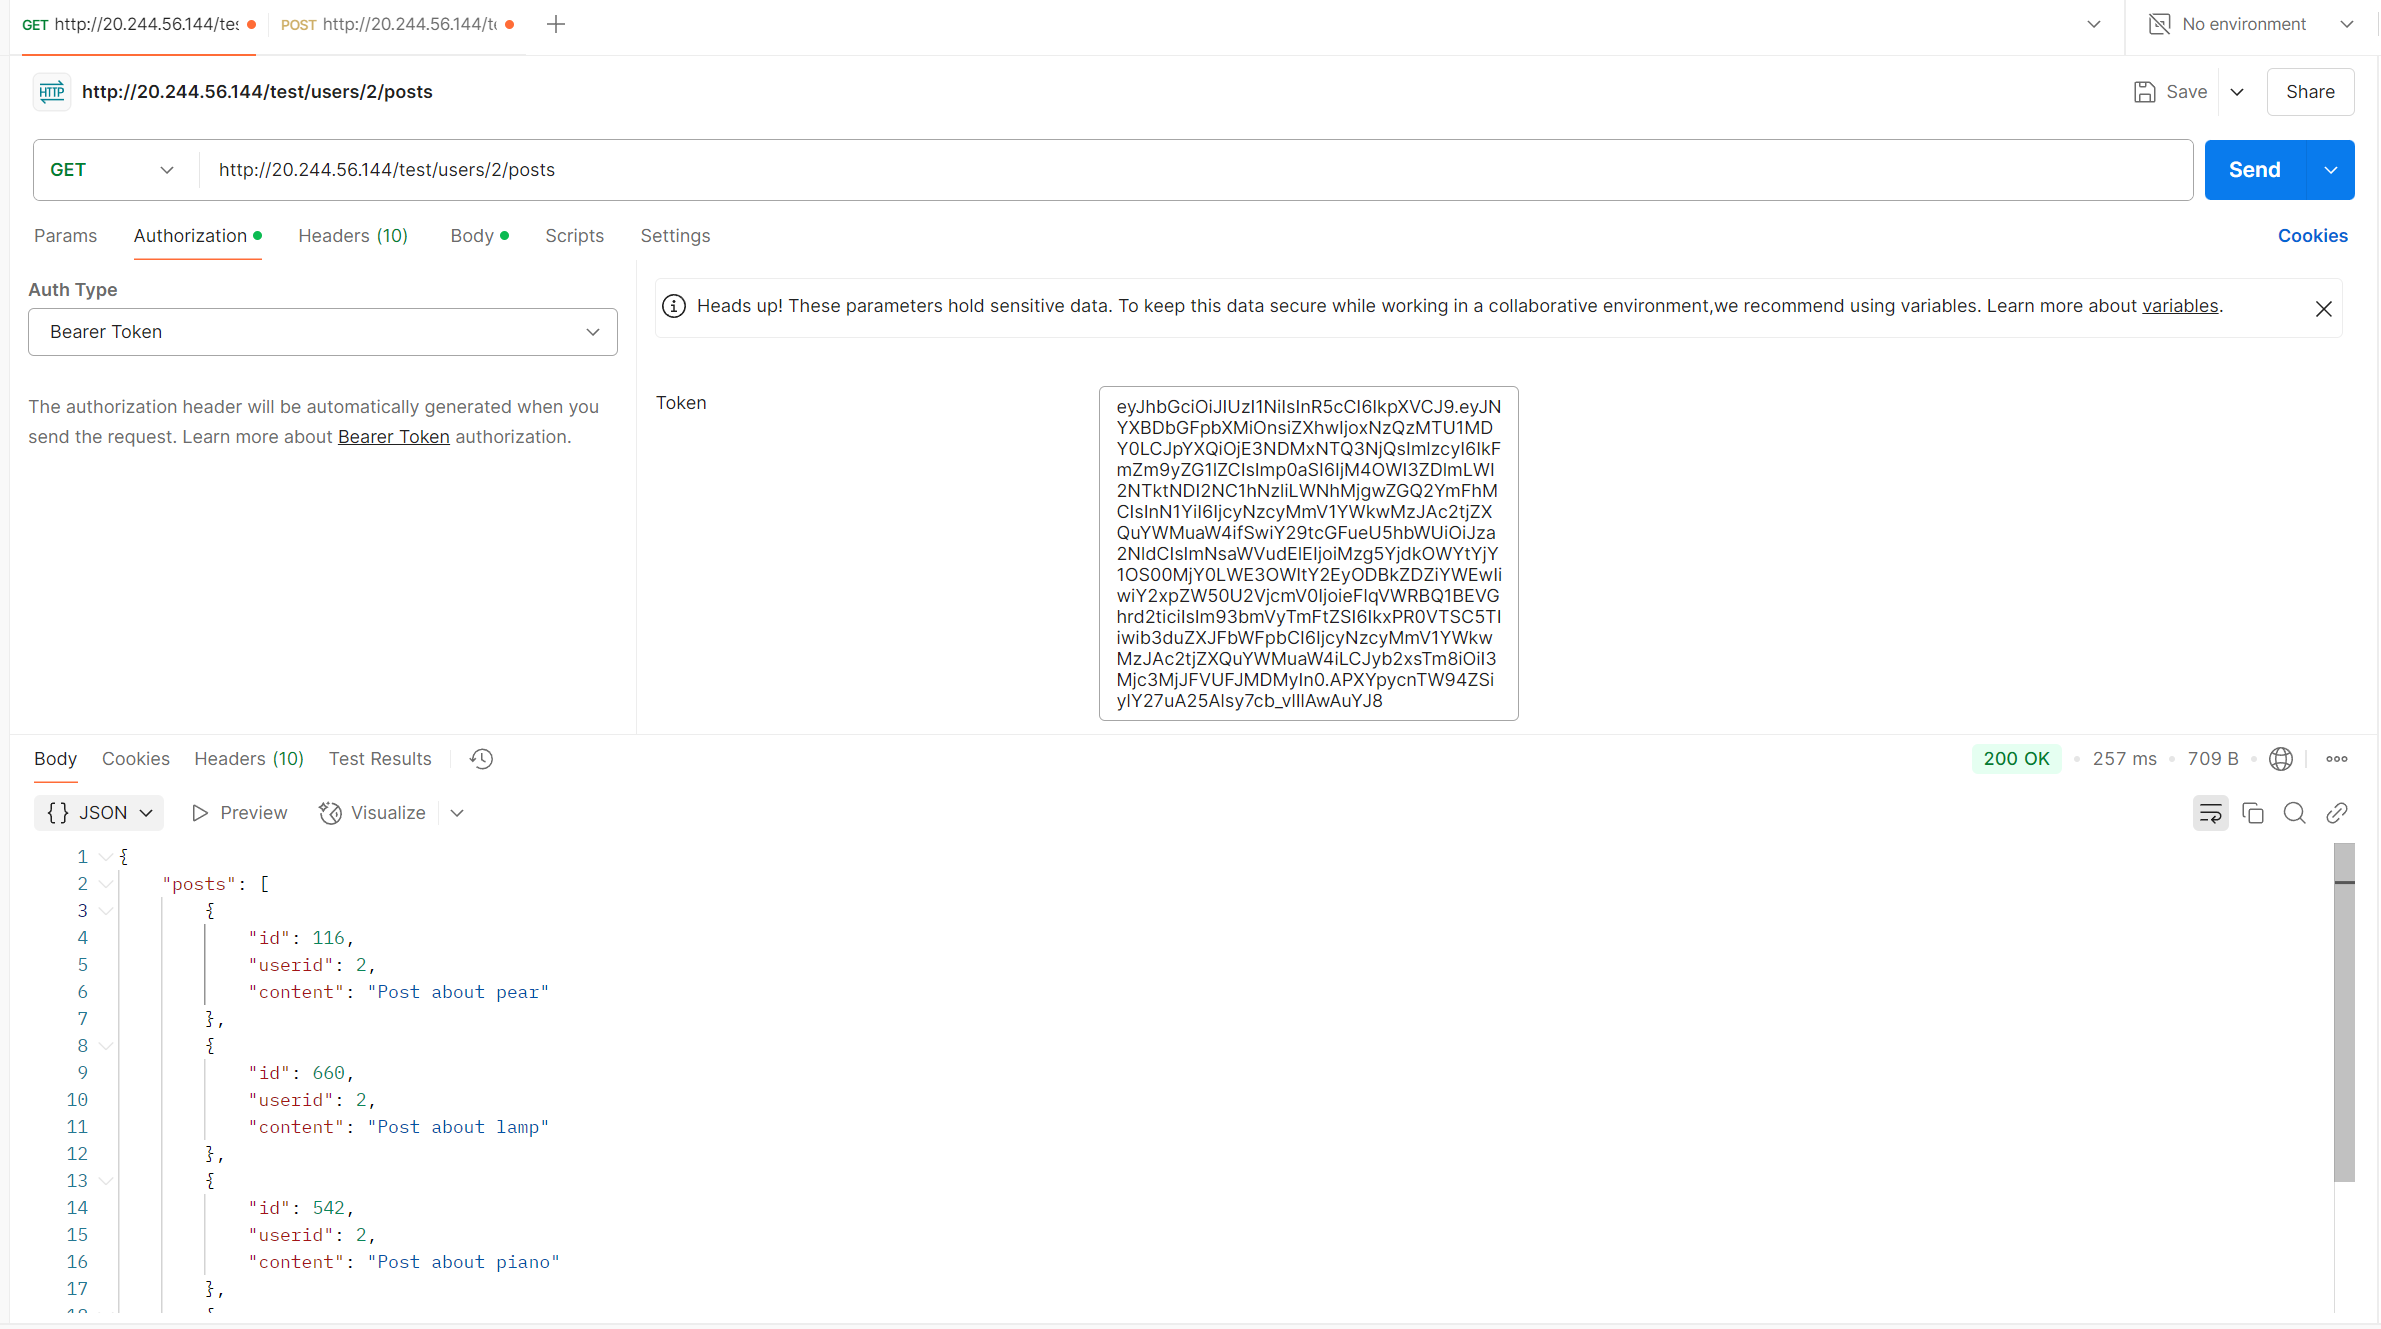 GET http://20.244.56.144/tes
POST http://20.244.56.144/t
No environment
HTTP
http://20.244.56.144/test/users/2/posts
Save
Share
GET
http://20.244.56.144/test/users/2/posts
Send
Params
Authorization
Headers (10)
Body
Scripts
Settings
Cookies
Auth Type
Bearer Token
The authorization header will be automatically generated when you
send the request. Learn more about Bearer Token authorization.
Heads up! These parameters hold sensitive data. To keep this data secure while working in a collaborative environment,we recommend using variables. Learn more about variables.
Token
Body
Cookies
Headers (10)
Test Results
200 OK
257 ms
709 B
{} JSON
Preview
Visualize
1 {
2 "posts": [
3 {
4 "id": 116,
5 "userid": 2,
6 "content": "Post about pear"
7 },
8 {
9 "id": 660,
10 "userid": 2,
11 "content": "Post about lamp"
12 },
13 {
14 "id": 542,
15 "userid": 2,
16 "content": "Post about piano"
17 },